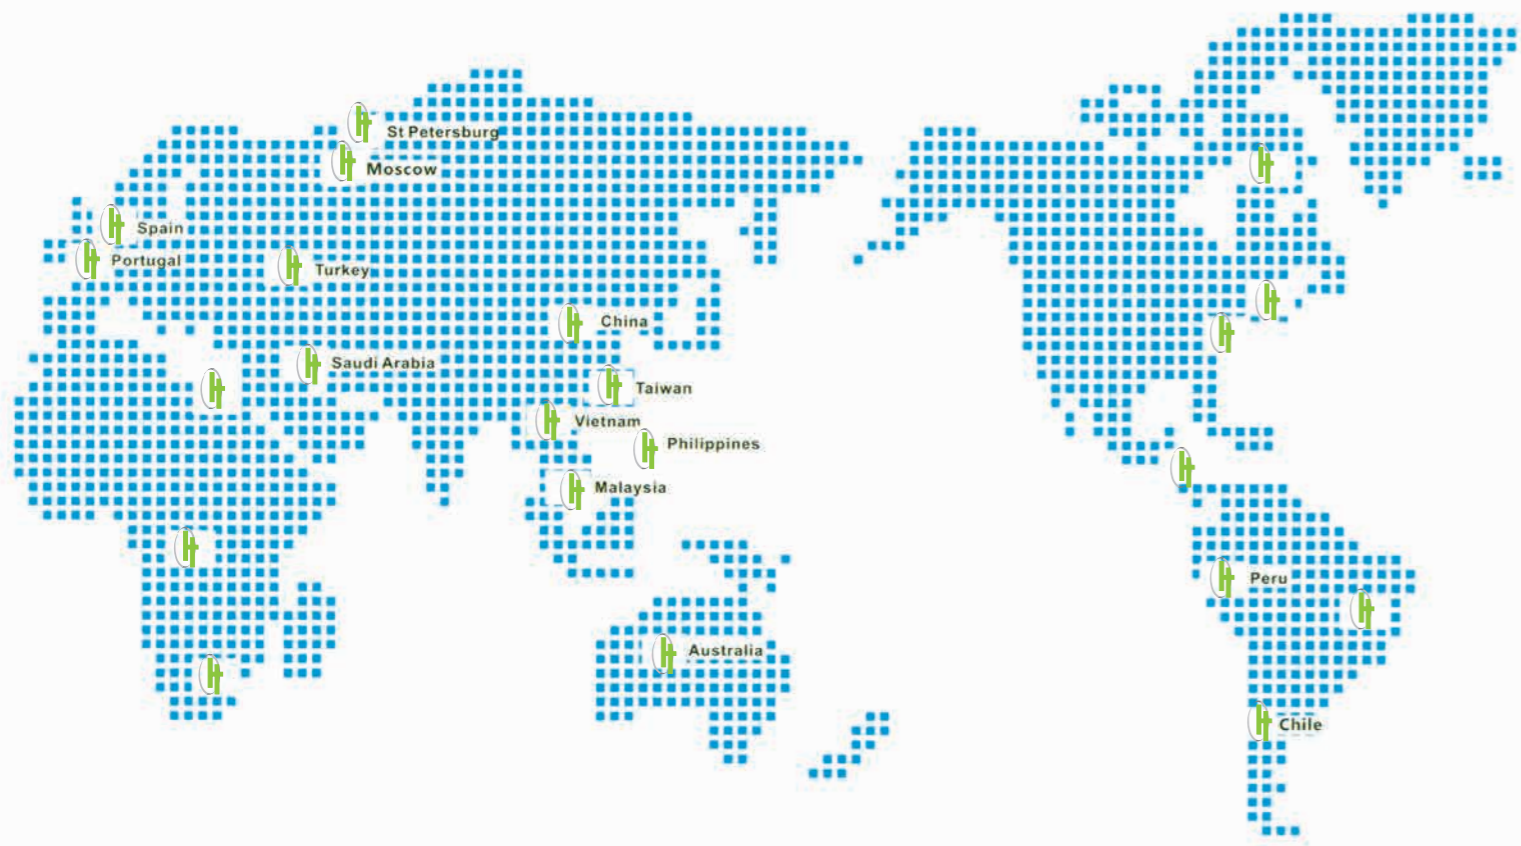 St Petersburg
Moscow
Spain
Portugal
Turkey
China
Saudi Arabia
Taiwan
Vietnam
Philippines
Malaysia
Peru
Australia
Chile